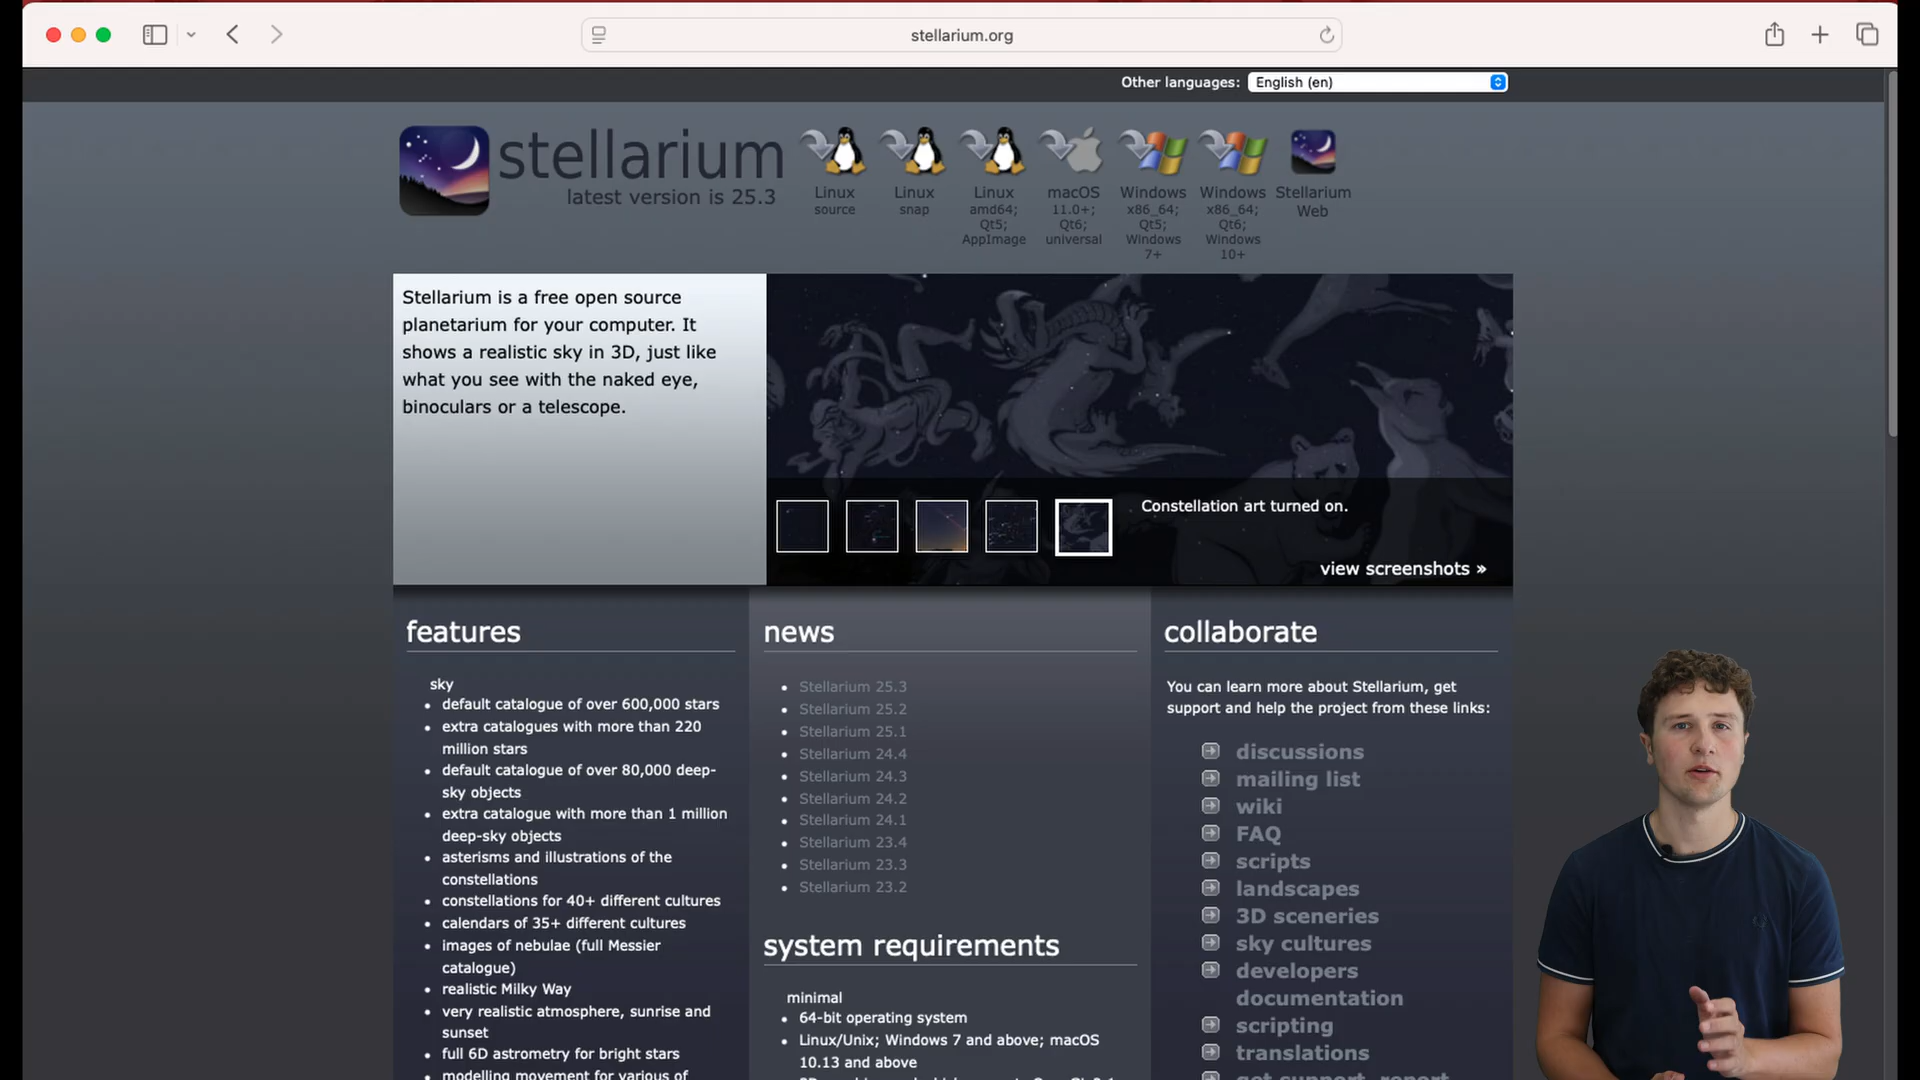 stellarium.org
Other languages: English (en)
stellarium
latest version is 25.3
Linux
source
Linux
snap
Linux
amd64;
Qt5;
AppImage
macOS
11.0+;
Qt6;
universal
Windows
x86_64;
Qt5;
Windows
7+
Windows
x86_64;
Qt6;
Windows
10+
Stellarium
Web
Stellarium is a free open source
planetarium for your computer. It
shows a realistic sky in 3D, just like
what you see with the naked eye,
binoculars or a telescope.
Constellation art turned on.
view screenshots »
features
sky
default catalogue of over 600,000 stars
extra catalogues with more than 220
million stars
default catalogue of over 80,000 deep-
sky objects
extra catalogue with more than 1 million
deep-sky objects
asterisms and illustrations of the
constellations
constellations for 40+ different cultures
calendars of 35+ different cultures
images of nebulae (full Messier
catalogue)
realistic Milky Way
very realistic atmosphere, sunrise and
sunset
full 6D astrometry for bright stars
modelling movement for various of
news
Stellarium 25.3
Stellarium 25.2
Stellarium 25.1
Stellarium 24.4
Stellarium 24.3
Stellarium 24.2
Stellarium 24.1
Stellarium 23.4
Stellarium 23.3
Stellarium 23.2
system requirements
minimal
64-bit operating system
Linux/Unix; Windows 7 and above; macOS
10.13 and above
collaborate
You can learn more about Stellarium, get
support and help the project from these links:
discussions
mailing list
wiki
FAQ
scripts
landscapes
3D sceneries
sky cultures
developers
documentation
scripting
translations